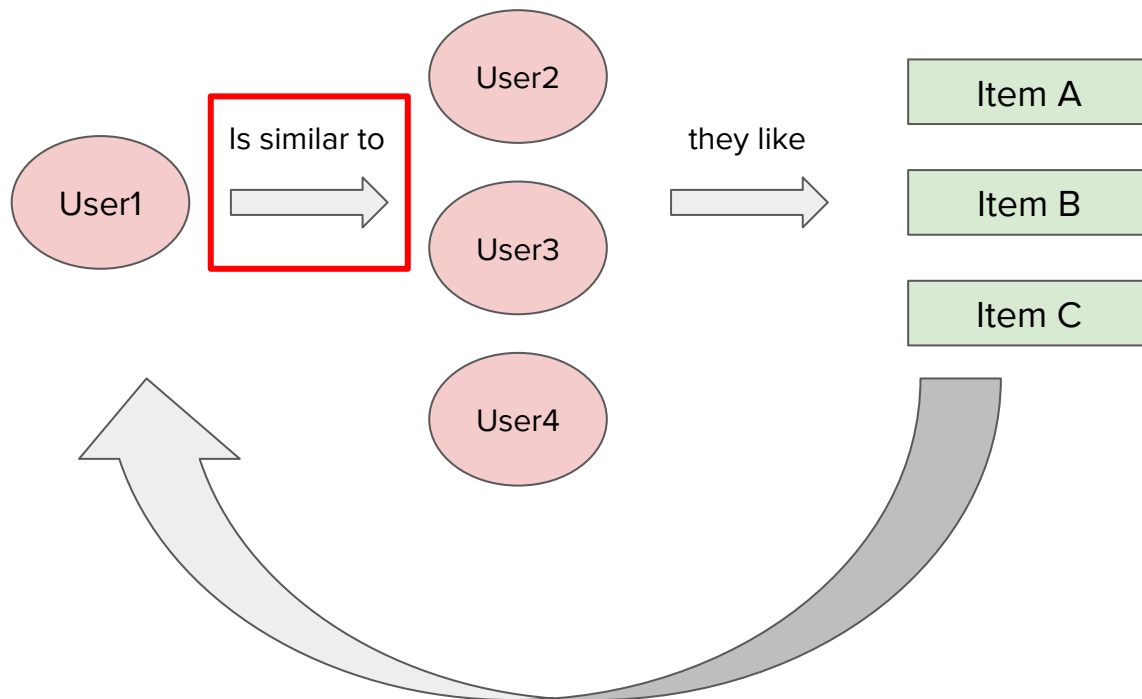 User1
Is similar to
User2
User3
User4
they like
Item A
Item B
Item C